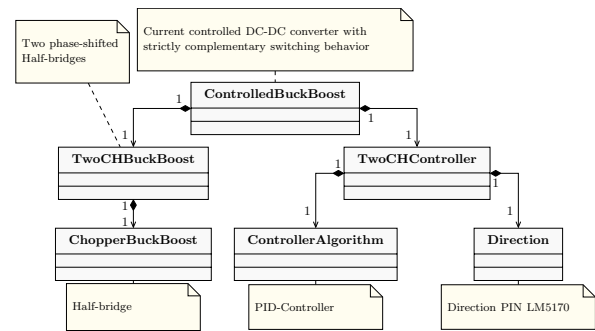 Current controlled DC-DC converter with
strictly complementary switching behavior
Two phase-shifted
Half-bridges
ControlledBuckBoost
1
1
1
1
TwoCHBuckBoost
TwoCHController
1
1
1
1
1
1
ChopperBuckBoost
ControllerAlgorithm
Direction
Half-bridge
PID-Controller
Direction PIN LM5170